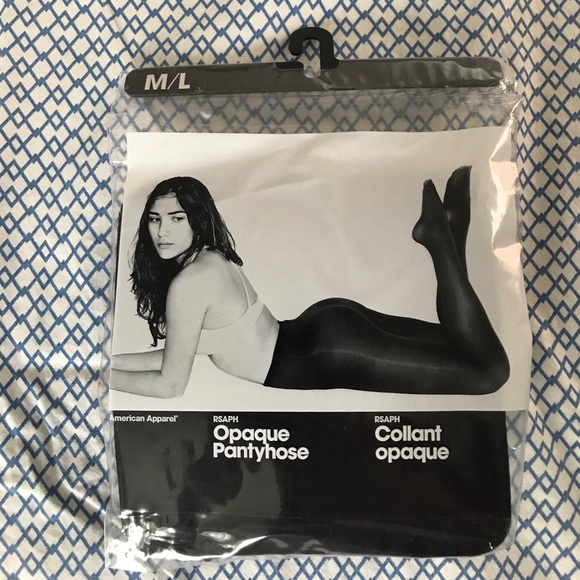 M/L
American Apparel®
RSAPH
Opaque
Pantyhose
RSAPH
Collant
opaque